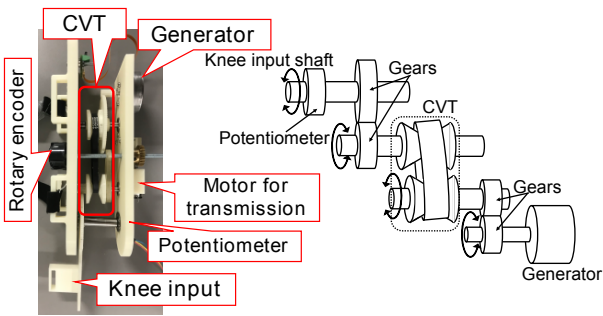 CVT
Generator
Rotary encoder
Motor for
transmission
Potentiometer
Knee input
Knee input shaft
Gears
Potentiometer
CVT
Gears
Generator